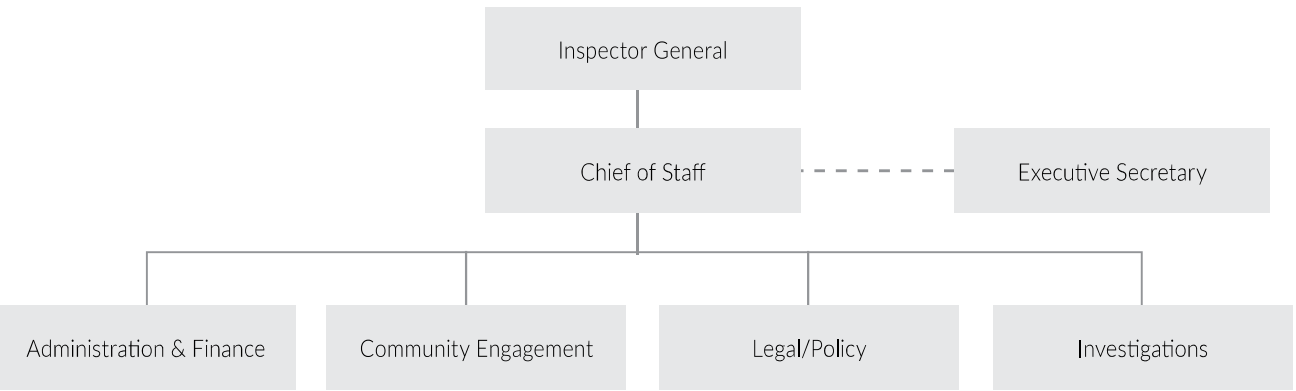 Inspector General
Chief of Staff
Executive Secretary
Administration & Finance
Community Engagement
Legal/Policy
Investigations